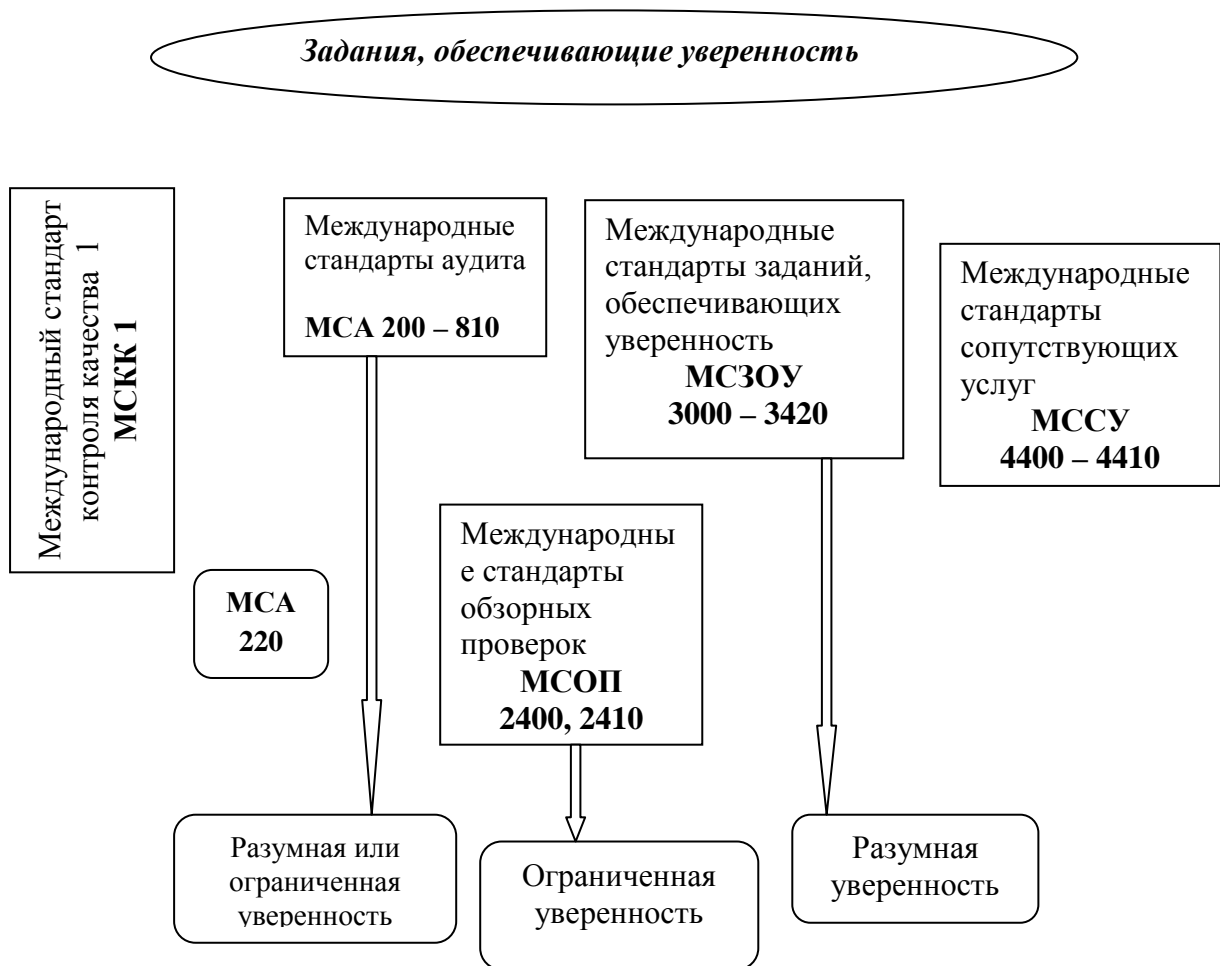 Задания, обеспечивающие уверенность
Международный стандарт
контроля качества 1
МСКК 1
Международные
стандарты аудита
МСА 200 – 810
Международные
стандарты заданий,
обеспечивающих
уверенность
МСЗОУ
3000 – 3420
Международные
стандарты
сопутствующих
услуг
МССУ
4400 – 4410
МСА
220
Международны
е стандарты
обзорных
проверок
МСОП
2400, 2410
Разумная или
ограниченная
уверенность
Ограниченная
уверенность
Разумная
уверенность